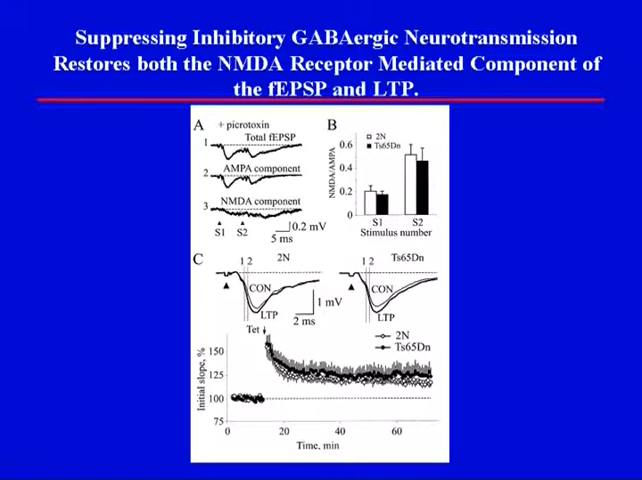 Suppressing Inhibitory GABAergic Neurotransmission
Restores both the NMDA Receptor Mediated Component of
the fEPSP and LTP.
A
+ picrotoxin
1
Total fEPSP
2
AMPA component
3
NMDA component
S1 S2
0.2 mV
5 ms
B
2N
Ts65Dn
NMDA/AMPA
0.6
0.4
0.2
0
S1 S2
Stimulus number
C
1 2 2N
CON
LTP
1 mV
2 ms
1 2 Ts65Dn
CON
LTP
Tet
2N
Ts65Dn
Initial slope, %
150
125
100
75
0 20 40 60
Time, min